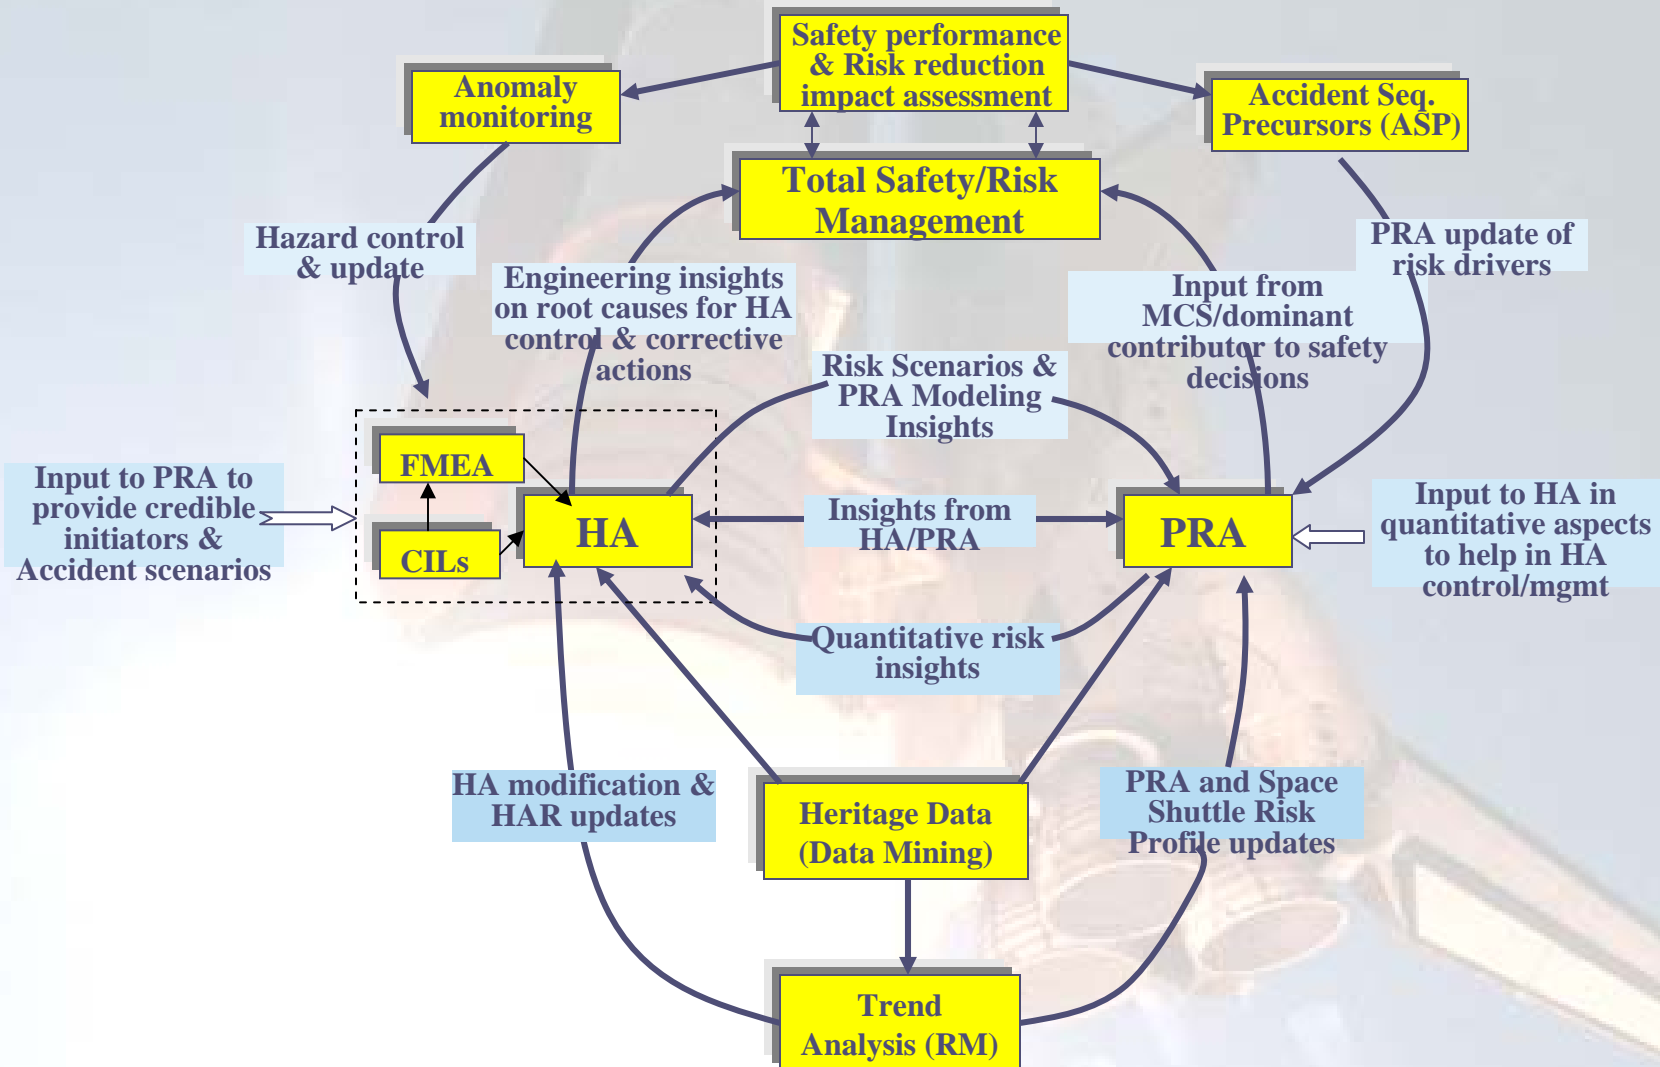 Safety performance
& Risk reduction
impact assessment
Anomaly
monitoring
Accident Seq.
Precursors (ASP)
Total Safety/Risk
Management
Hazard control
& update
PRA update of
risk drivers
Engineering insights
on root causes for HA
control & corrective
actions
Input from
MCS/dominant
contributor to safety
decisions
Risk Scenarios &
PRA Modeling
Insights
FMEA
CILs
HA
Input to PRA to
provide credible
initiators &
Accident scenarios
Insights from
HA/PRA
PRA
Input to HA in
quantitative aspects
to help in HA
control/mgmt
Quantitative risk
insights
HA modification &
HAR updates
Heritage Data
(Data Mining)
PRA and Space
Shuttle Risk
Profile updates
Trend
Analysis (RM)